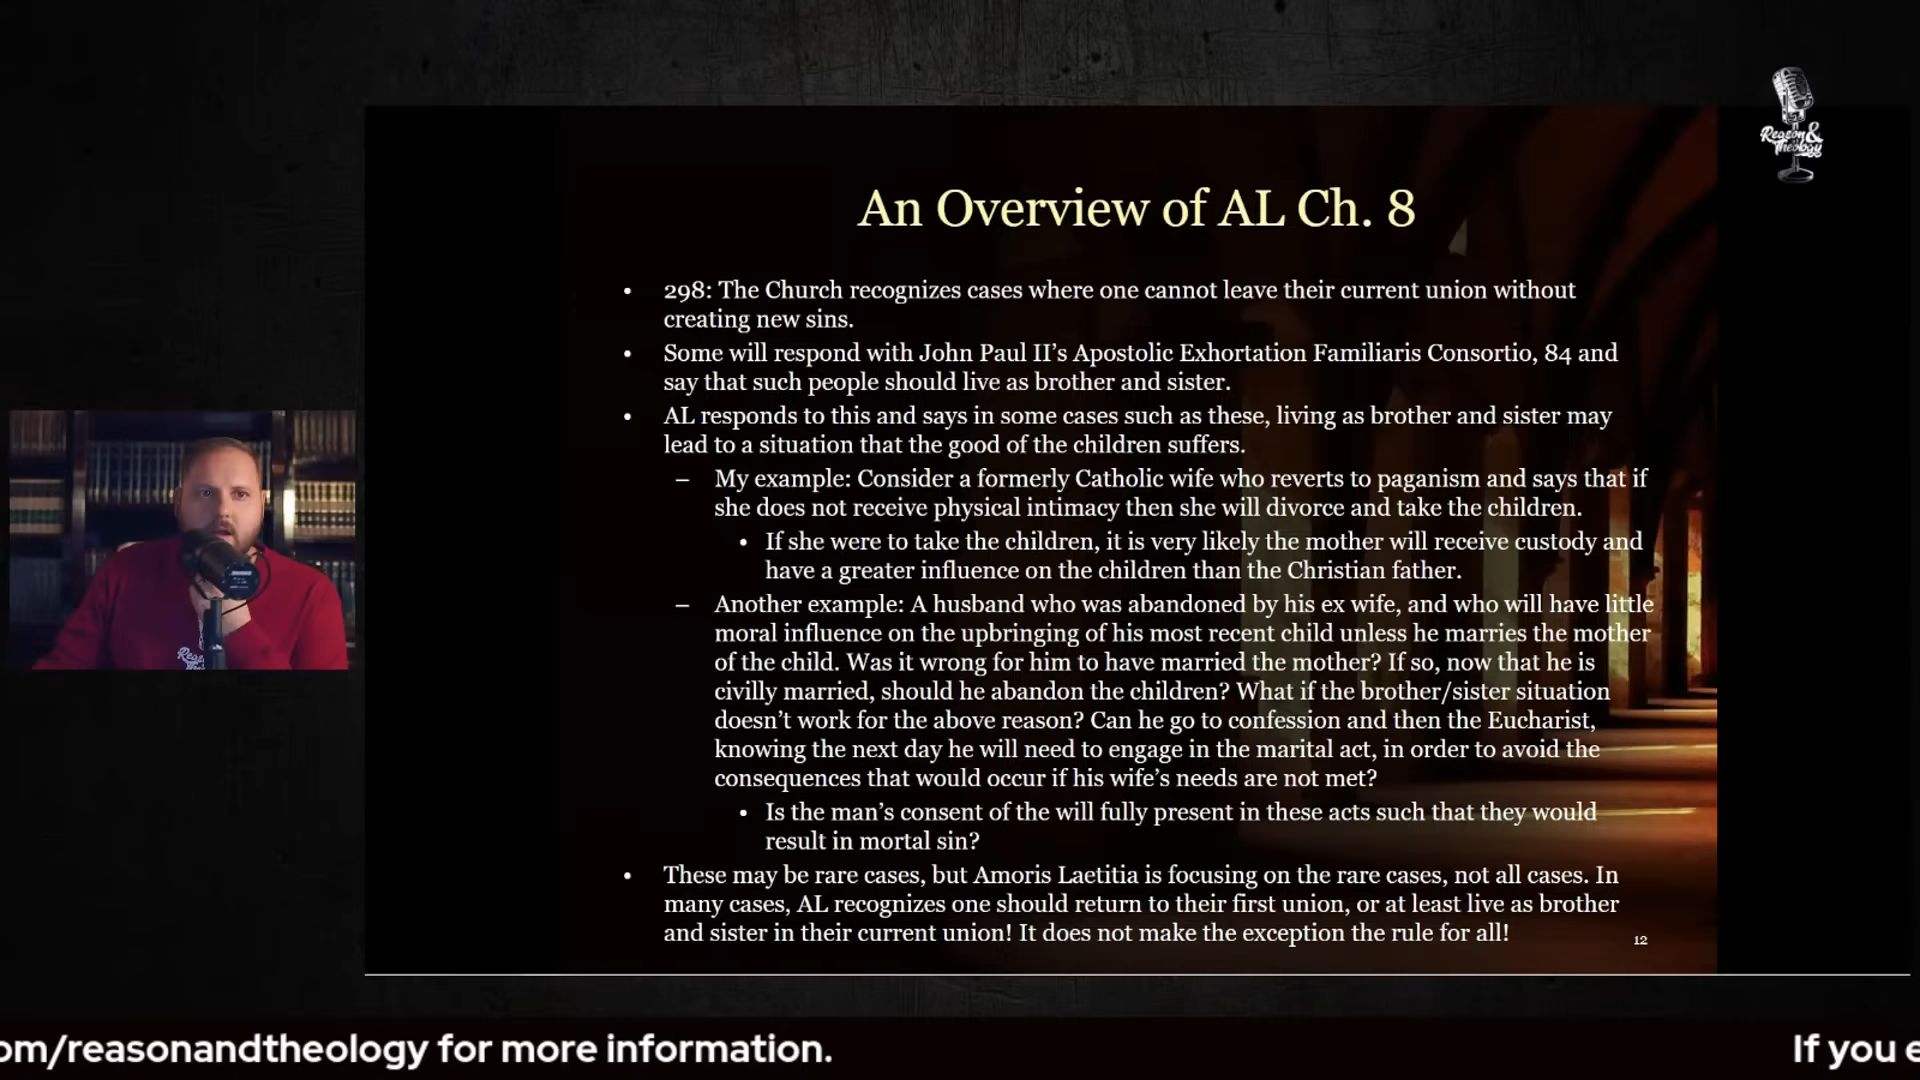 Reason &
Theology
An Overview of AL Ch. 8
• 298: The Church recognizes cases where one cannot leave their current union without
creating new sins.
• Some will respond with John Paul II’s Apostolic Exhortation Familiaris Consortio, 84 and
say that such people should live as brother and sister.
• AL responds to this and says in some cases such as these, living as brother and sister may
lead to a situation that the good of the children suffers.
– My example: Consider a formerly Catholic wife who reverts to paganism and says that if
she does not receive physical intimacy then she will divorce and take the children.
• If she were to take the children, it is very likely the mother will receive custody and
have a greater influence on the children than the Christian father.
– Another example: A husband who was abandoned by his ex wife, and who will have little
moral influence on the upbringing of his most recent child unless he marries the mother
of the child. Was it wrong for him to have married the mother? If so, now that he is
civilly married, should he abandon the children? What if the brother/sister situation
doesn’t work for the above reason? Can he go to confession and then the Eucharist,
knowing the next day he will need to engage in the marital act, in order to avoid the
consequences that would occur if his wife’s needs are not met?
• Is the man’s consent of the will fully present in these acts such that they would
result in mortal sin?
• These may be rare cases, but Amoris Laetitia is focusing on the rare cases, not all cases. In
many cases, AL recognizes one should return to their first union, or at least live as brother
and sister in their current union! It does not make the exception the rule for all!
12
om/reasonandtheology for more information.
If you e